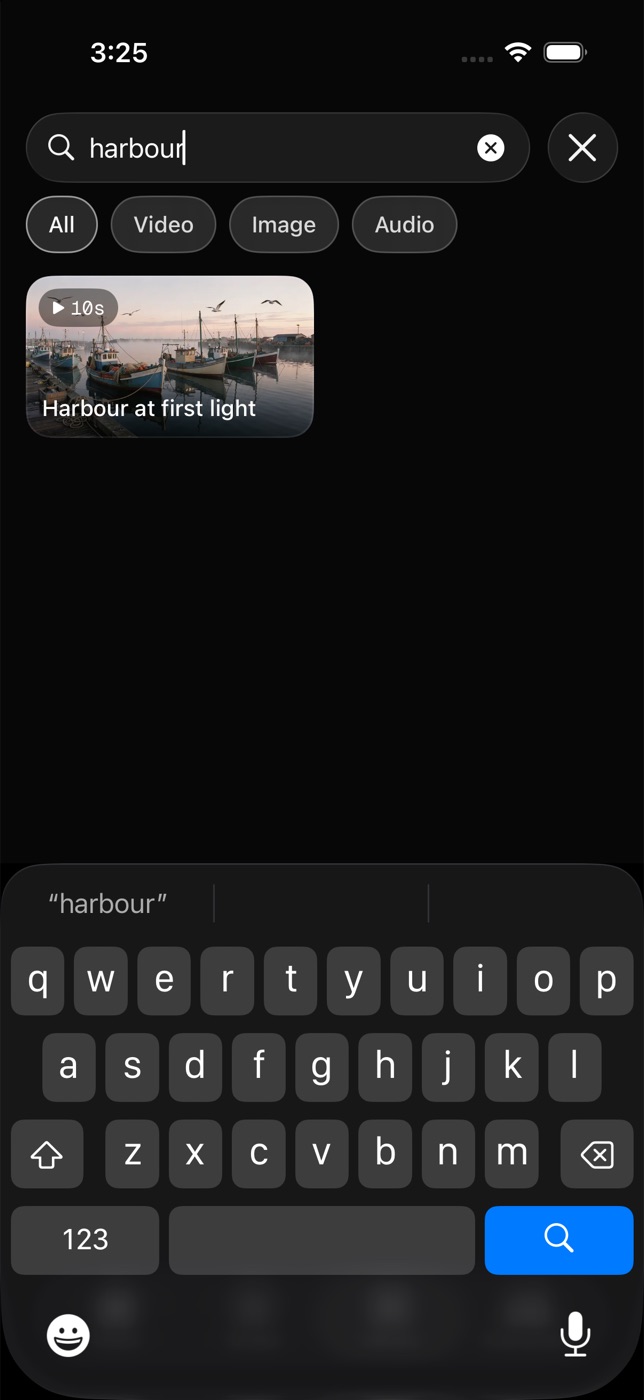 3:25
harbour
All
Video
Image
Audio
10s
Harbour at first light
“harbour”
q w e r t y u i o p
a s d f g h j k l
z x c v b n m
123